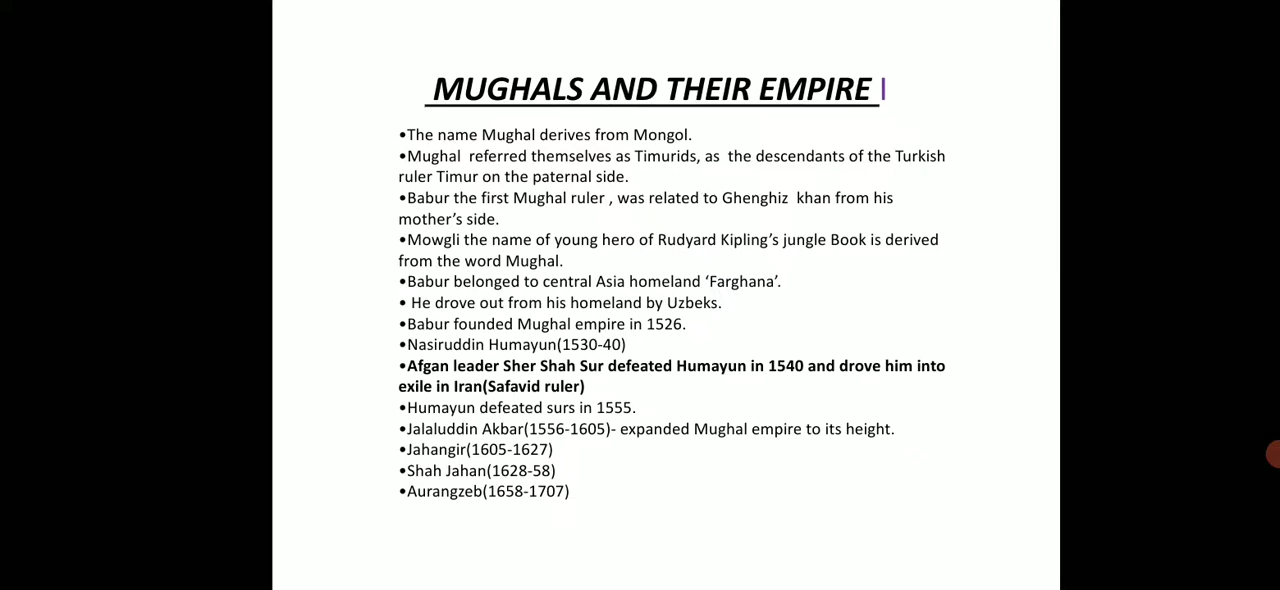 MUGHALS AND THEIR EMPIRE
•The name Mughal derives from Mongol.
•Mughal  referred themselves as Timurids, as  the descendants of the Turkish
ruler Timur on the paternal side.
•Babur the first Mughal ruler , was related to Ghenghiz  khan from his
mother’s side.
•Mowgli the name of young hero of Rudyard Kipling’s jungle Book is derived
from the word Mughal.
•Babur belonged to central Asia homeland ‘Farghana’.
• He drove out from his homeland by Uzbeks.
•Babur founded Mughal empire in 1526.
•Nasiruddin Humayun(1530-40)
•Afgan leader Sher Shah Sur defeated Humayun in 1540 and drove him into
exile in Iran(Safavid ruler)
•Humayun defeated surs in 1555.
•Jalaluddin Akbar(1556-1605)- expanded Mughal empire to its height.
•Jahangir(1605-1627)
•Shah Jahan(1628-58)
•Aurangzeb(1658-1707)